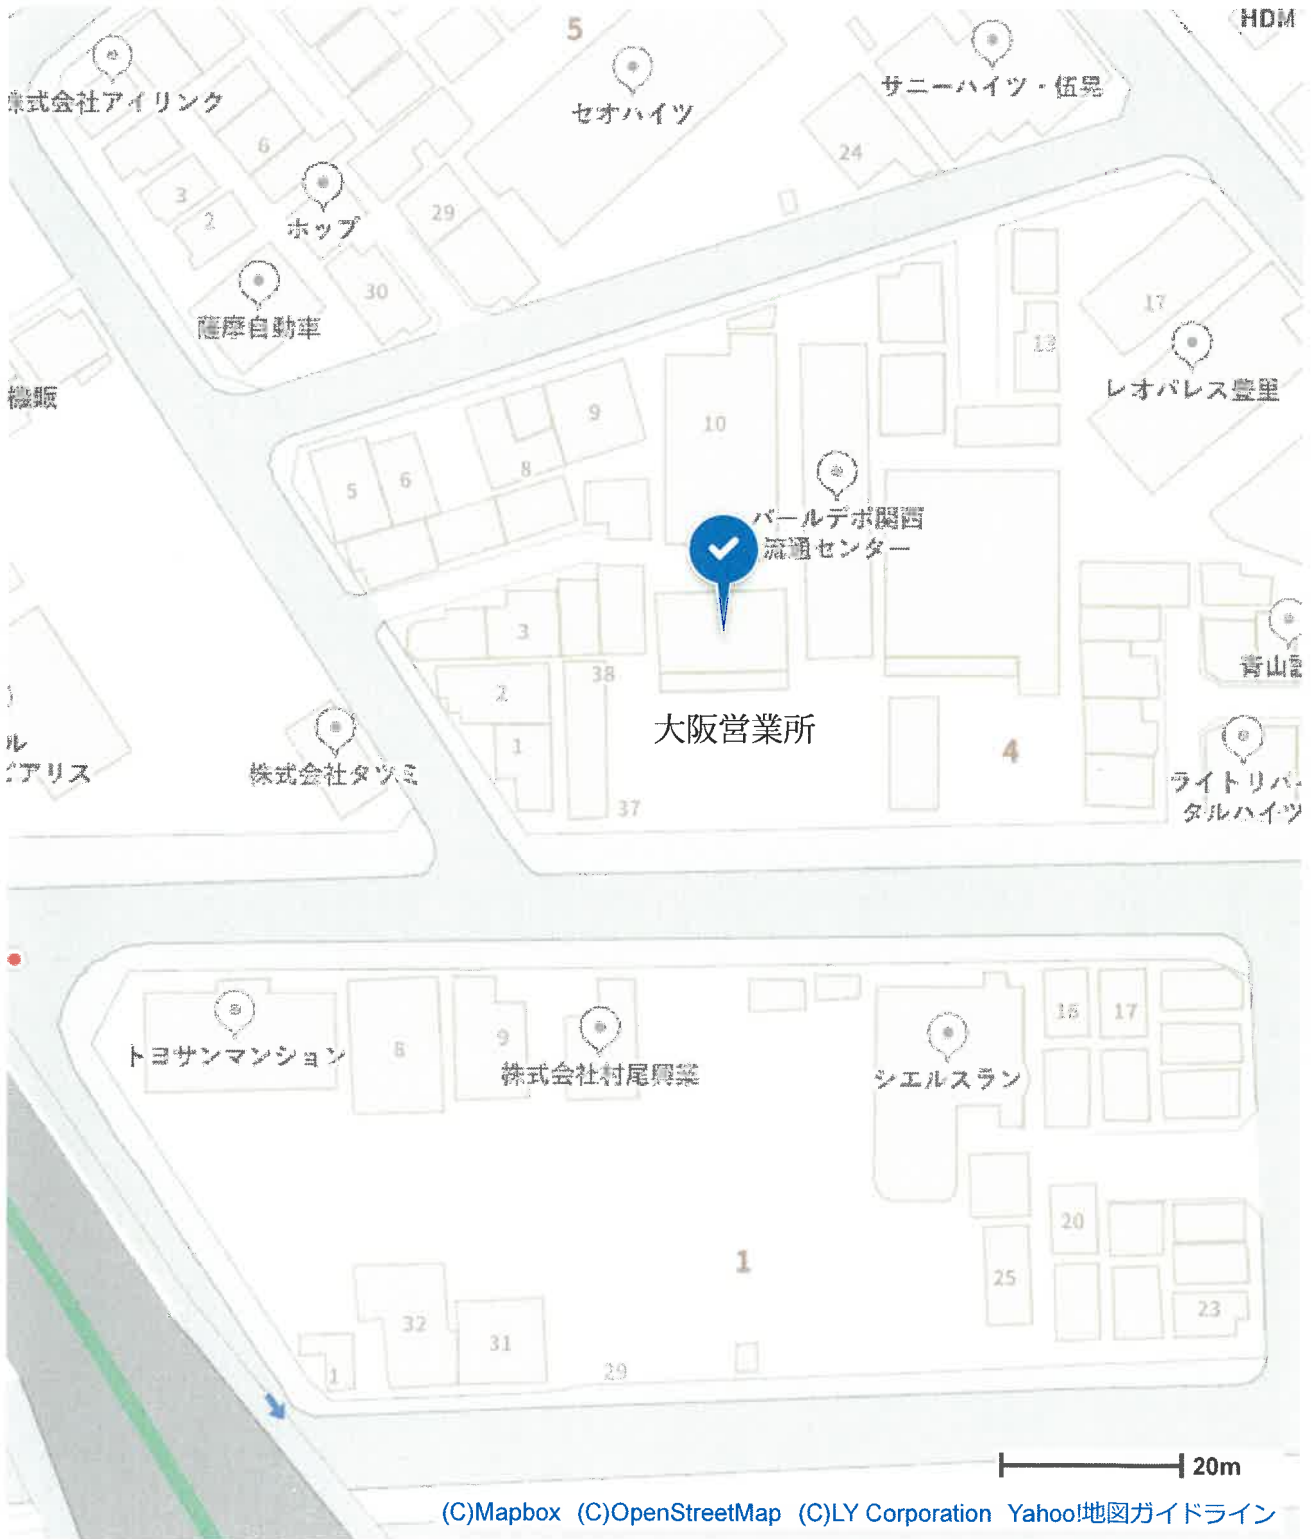 HDM
5
株式会社アイリンク
セオハイツ
サニーハイツ・伍晃
6
24
3
2
ホップ
29
30
17
薩摩自動車
13
機販
レオパレス豊里
9
10
8
5
6
パールデポ関西
流通センター
3
38
青山
2
大阪営業所
1
4
ル
株式会社タツミ
ピアリス
ライトリバー
タルハイツ
37
トヨサンマンション
8
9
株式会社村尾興業
シエルスラン
16
17
20
1
25
32
31
23
1
29
20m
(C)Mapbox (C)OpenStreetMap (C)LY Corporation Yahoo!地図ガイドライン